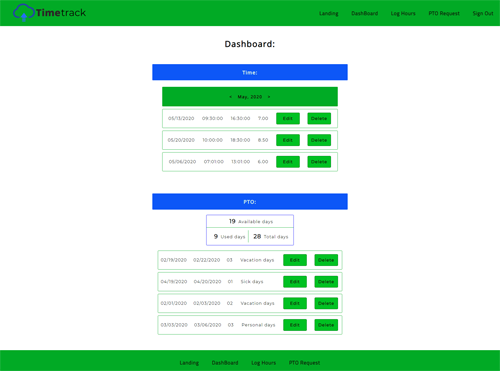 Timetrack
Landing DashBoard Log Hours PTO Request Sign Out
Dashboard:
Time:
< May, 2020 >
05/13/2020 09:30:00 16:30:00 7.00 Edit Delete
05/20/2020 10:00:00 18:30:00 8.50 Edit Delete
05/06/2020 07:01:00 13:01:00 6.00 Edit Delete
PTO:
19 Available days
9 Used days 28 Total days
02/19/2020 02/22/2020 03 Vacation days Edit Delete
04/19/2020 04/20/2020 01 Sick days Edit Delete
02/01/2020 02/03/2020 02 Vacation days Edit Delete
03/03/2020 03/06/2020 03 Personal days Edit Delete
Landing DashBoard Log Hours PTO Request